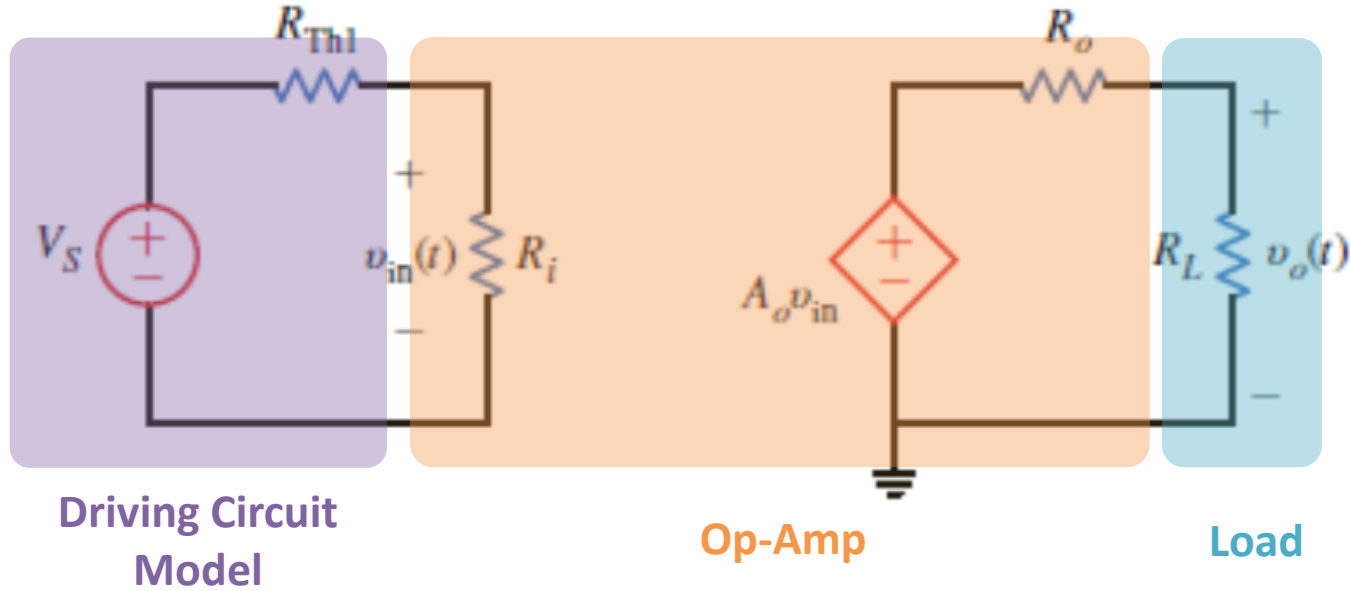 R_Th1
R_o
+
+
V_S
+
−
v_in(t)
R_i
+
−
A_o v_in
R_L
v_o(t)
−
−
Driving Circuit
Model
Op-Amp
Load